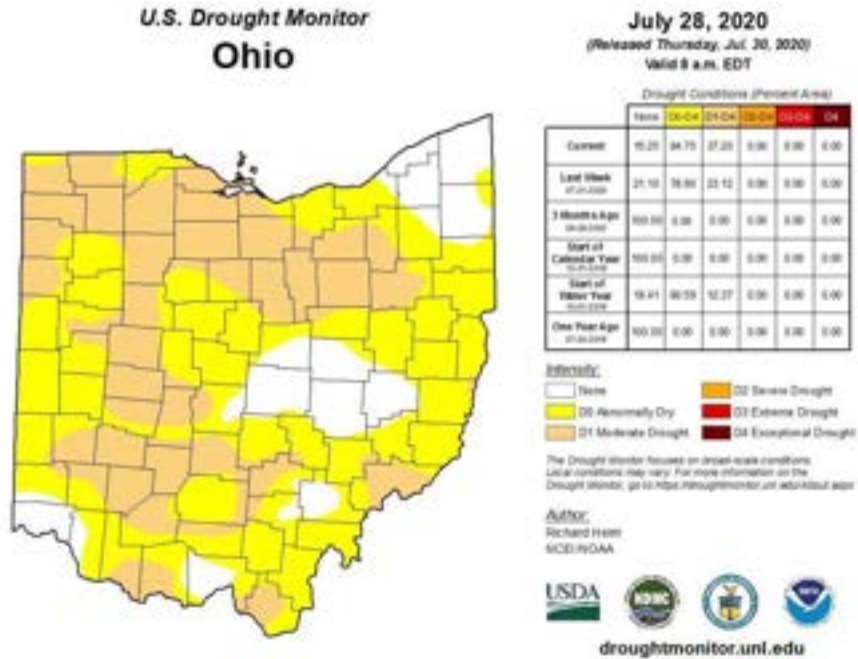 U.S. Drought Monitor
Ohio
July 28, 2020
(Released Thursday, Jul. 30, 2020)
Valid 8 a.m. EDT
Drought Conditions (Percent Area)
None D0-D4 D1-D4 D2-D4 D3-D4 D4
Current 15.25 84.75 37.20 0.00 0.00 0.00
Last Week 21.10 78.90 23.12 0.00 0.00 0.00
3 Months Ago 100.00 0.00 0.00 0.00 0.00 0.00
Start of
Calendar Year 100.00 0.00 0.00 0.00 0.00 0.00
Start of
Water Year 19.41 80.59 12.27 0.00 0.00 0.00
One Year Ago 100.00 0.00 0.00 0.00 0.00 0.00
Intensity:
None
D0 Abnormally Dry
D1 Moderate Drought
D2 Severe Drought
D3 Extreme Drought
D4 Exceptional Drought
The Drought Monitor focuses on broad-scale conditions.
Local conditions may vary. For more information on the
Drought Monitor, go to https://droughtmonitor.unl.edu/About.aspx
Author:
Richard Heim
NCEI/NOAA
USDA
NDMC
droughtmonitor.unl.edu